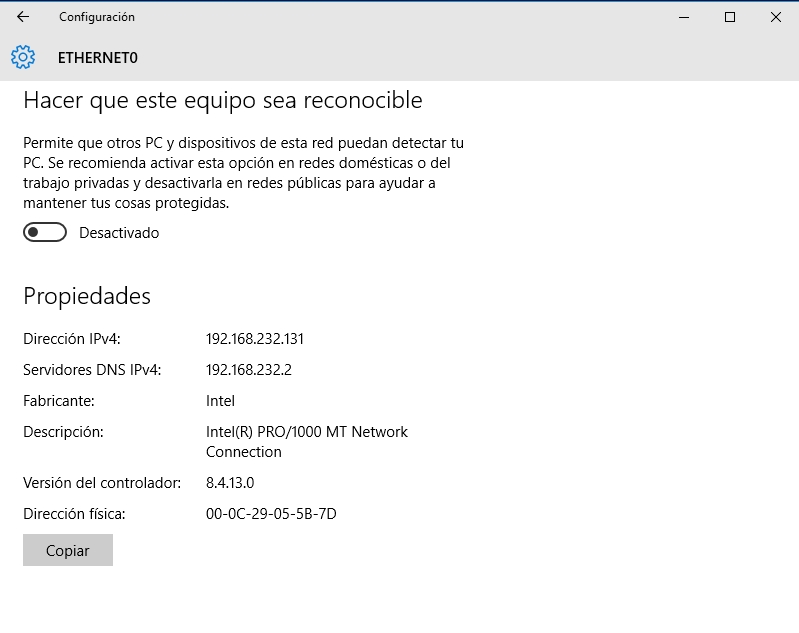 Configuración
ETHERNET0
Hacer que este equipo sea reconocible
Permite que otros PC y dispositivos de esta red puedan detectar tu
PC. Se recomienda activar esta opción en redes domésticas o del
trabajo privadas y desactivarla en redes públicas para ayudar a
mantener tus cosas protegidas.
Desactivado
Propiedades
Dirección IPv4: 192.168.232.131
Servidores DNS IPv4: 192.168.232.2
Fabricante: Intel
Descripción: Intel(R) PRO/1000 MT Network
Connection
Versión del controlador: 8.4.13.0
Dirección física: 00-0C-29-05-5B-7D
Copiar